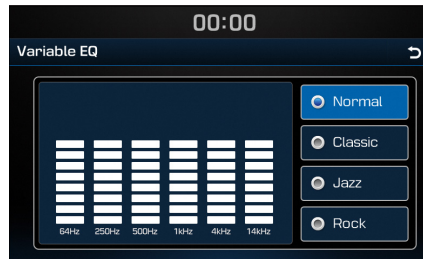 00:00
Variable EQ
Normal
Classic
Jazz
Rock
64Hz 250Hz 500Hz 1kHz 4kHz 14kHz